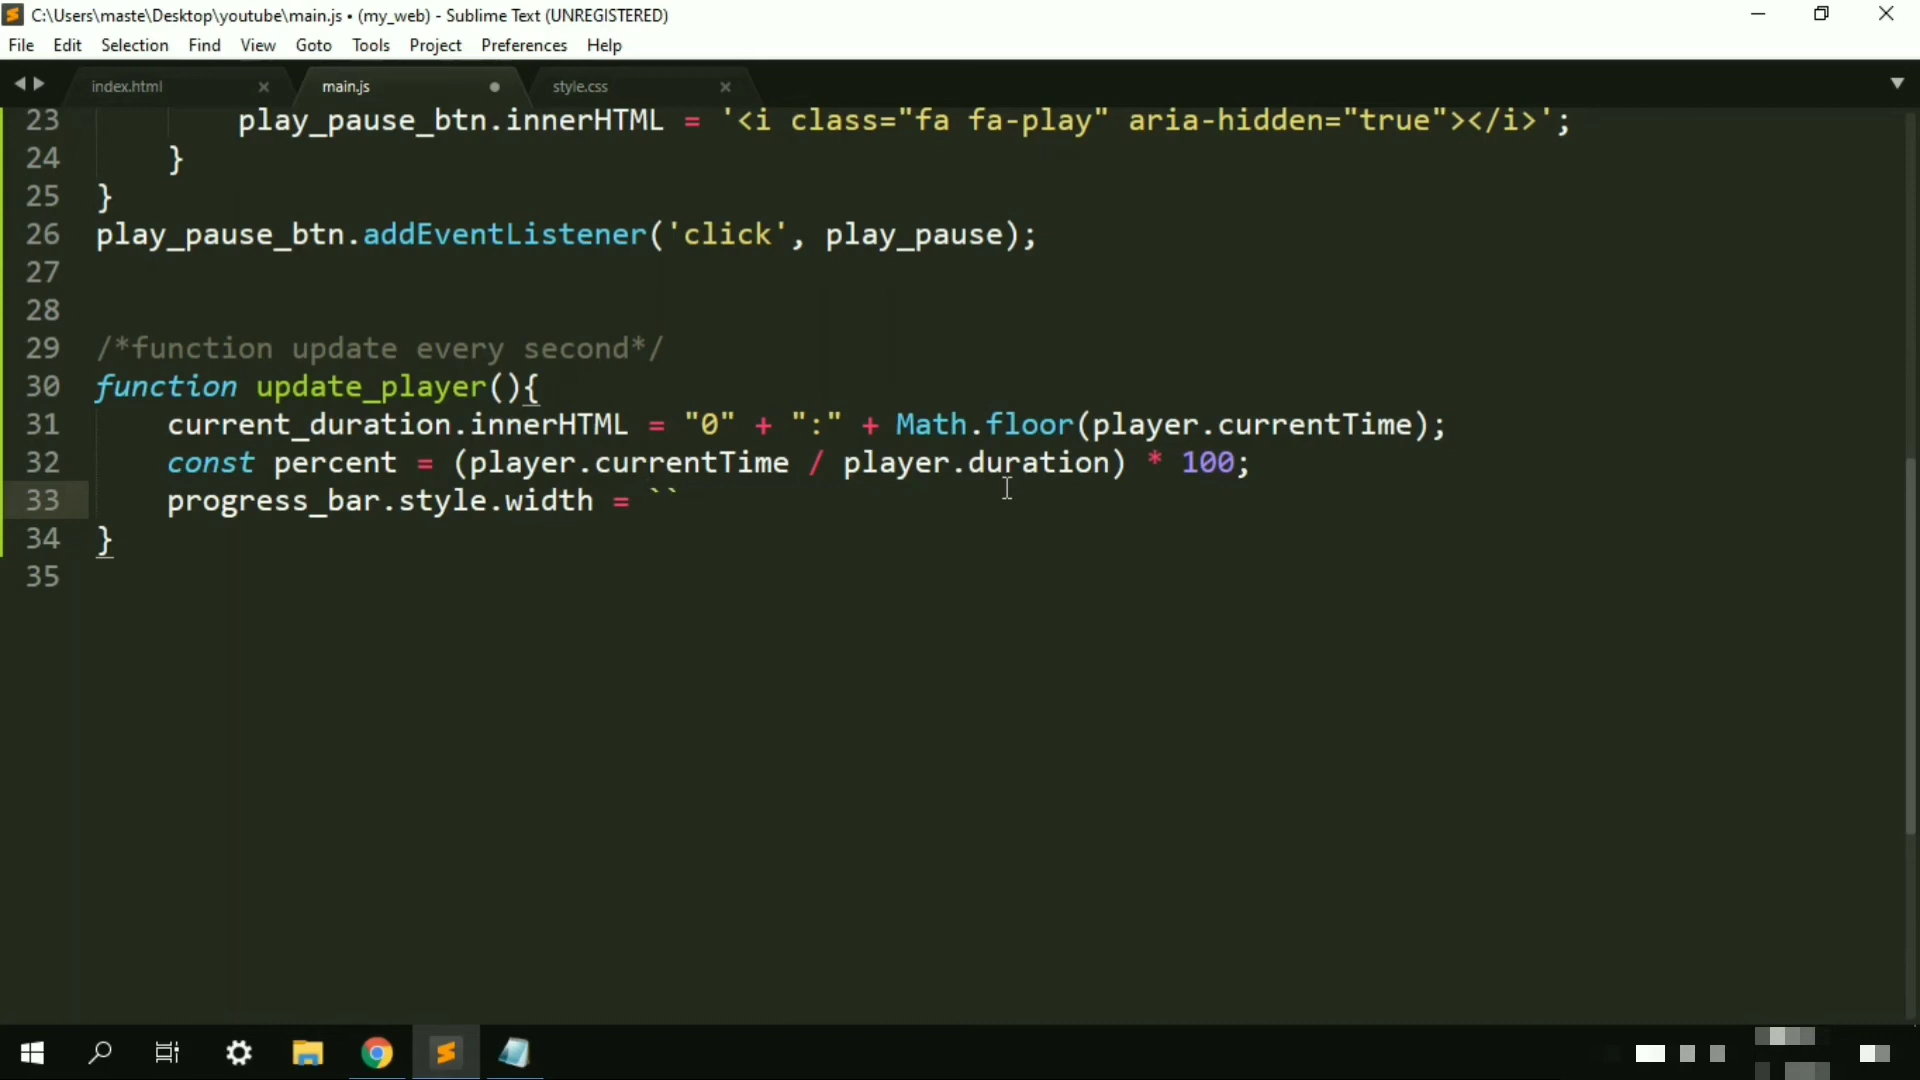 C:\Users\maste\Desktop\youtube\main.js • (my_web) - Sublime Text (UNREGISTERED)
File Edit Selection Find View Goto Tools Project Preferences Help
index.html main.js style.css
23 play_pause_btn.innerHTML = '<i class="fa fa-play" aria-hidden="true"></i>';
24 }
25 }
26 play_pause_btn.addEventListener('click', play_pause);
27
28
29 /*function update every second*/
30 function update_player(){
31 current_duration.innerHTML = "0" + ":" + Math.floor(player.currentTime);
32 const percent = (player.currentTime / player.duration) * 100;
33 progress_bar.style.width = ``
34 }
35